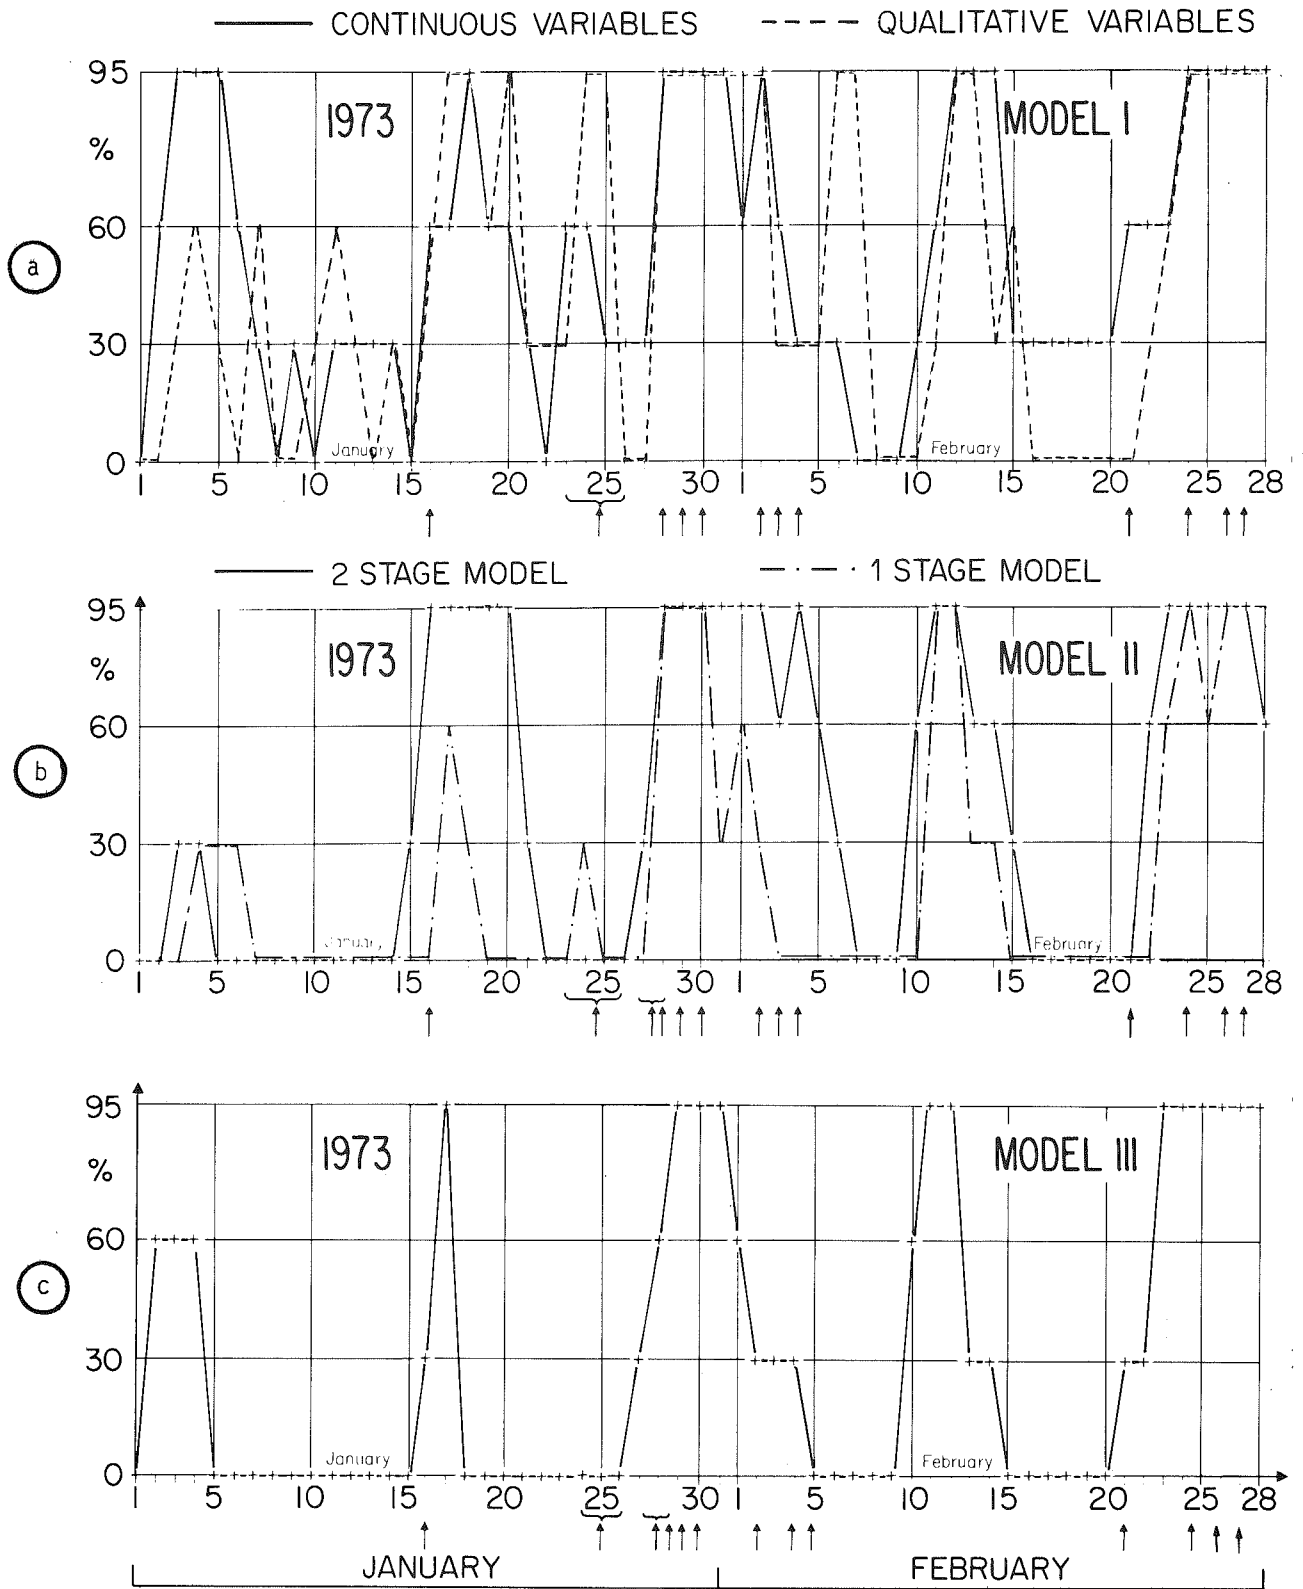 CONTINUOUS VARIABLES QUALITATIVE VARIABLES
95
1973 MODEL I
%
60
a
30
January February
0
1 5 10 15 20 25 30 1 5 10 15 20 25 28
2 STAGE MODEL 1 STAGE MODEL
95
1973 MODEL II
%
60
b
30
January February
0
1 5 10 15 20 25 30 1 5 10 15 20 25 28
95
1973 MODEL III
%
60
c
30
January February
0
1 5 10 15 20 25 30 1 5 10 15 20 25 28
JANUARY FEBRUARY